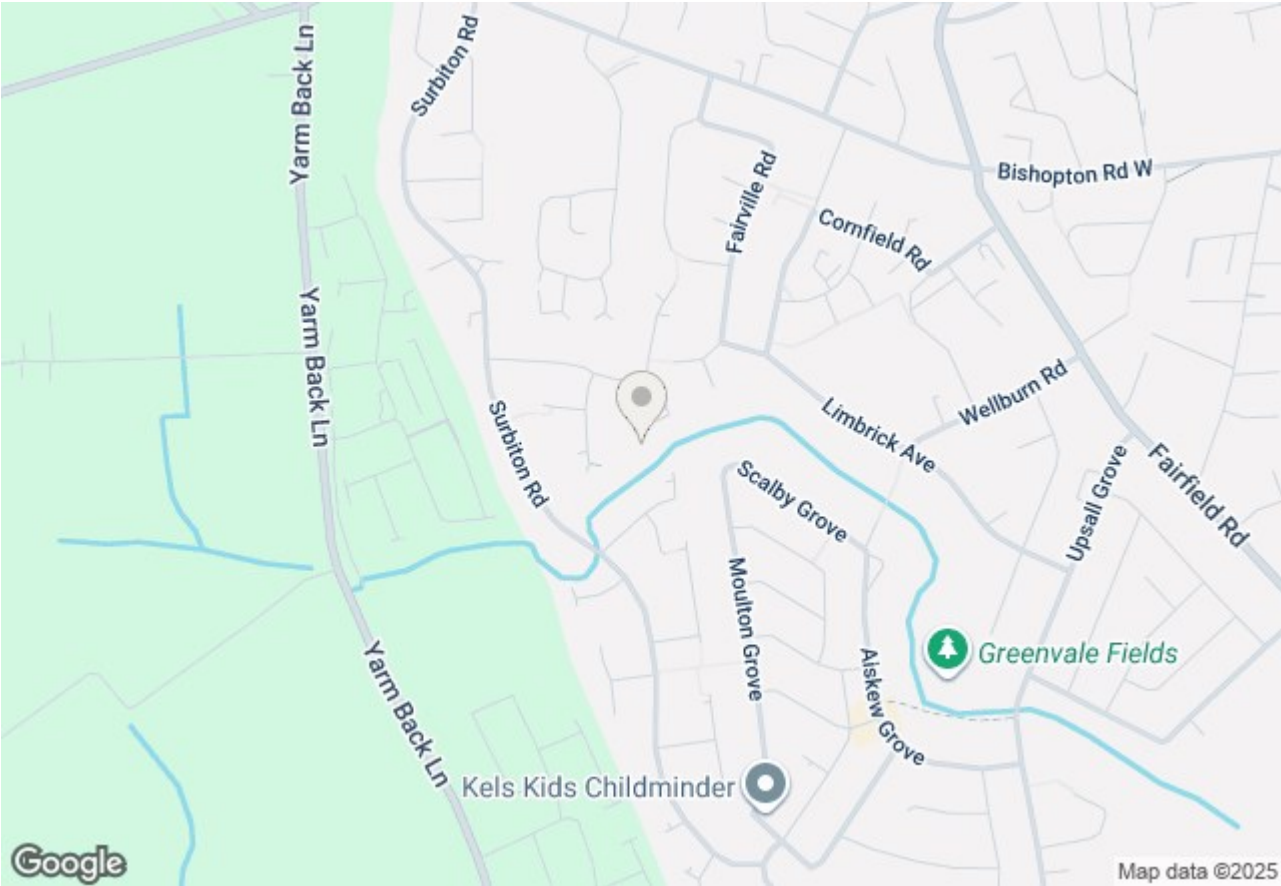 Surbiton Rd
Yarm Back Ln
Bishopton Rd W
Fairville Rd
Cornfield Rd
Yarm Back Ln
Wellburn Rd
Limbrick Ave
Surbiton Rd
Scalby Grove
Upsall Grove
Fairfield Rd
Moulton Grove
Greenvale Fields
Aiskew Grove
Yarm Back Ln
Kels Kids Childminder
Google
Map data ©2025